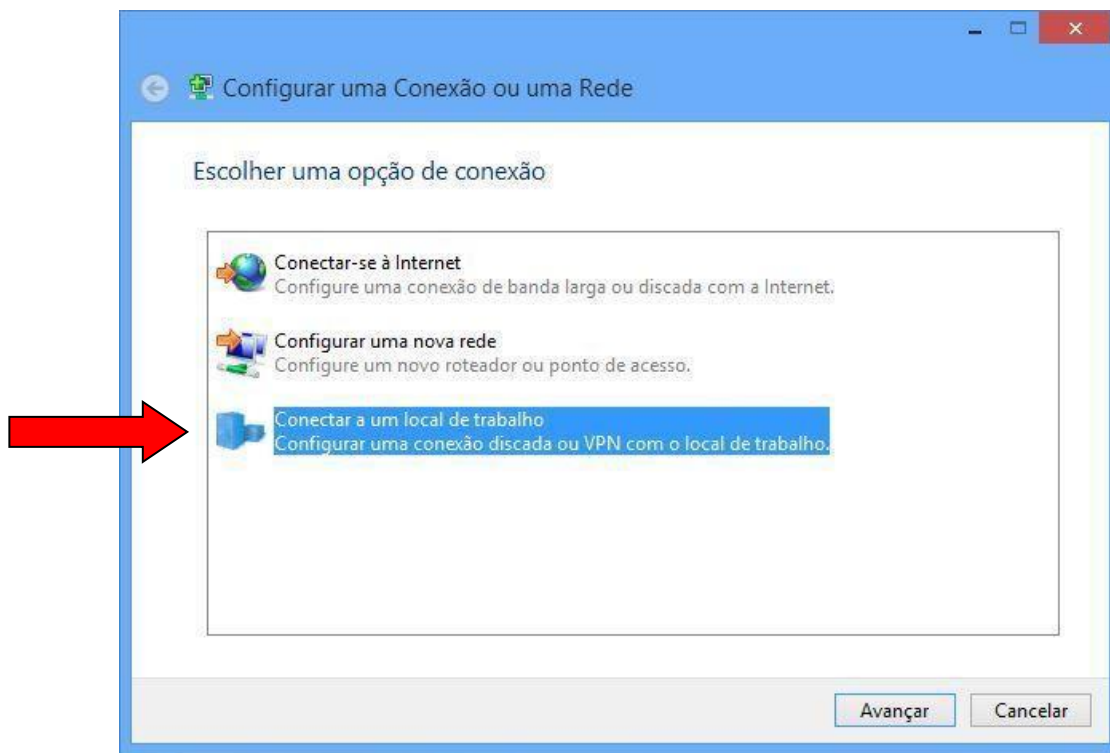 Configurar uma Conexão ou uma Rede
Escolher uma opção de conexão
Conectar-se à Internet
Configure uma conexão de banda larga ou discada com a Internet.
Configurar uma nova rede
Configure um novo roteador ou ponto de acesso.
Conectar a um local de trabalho
Configurar uma conexão discada ou VPN com o local de trabalho.
Avançar Cancelar